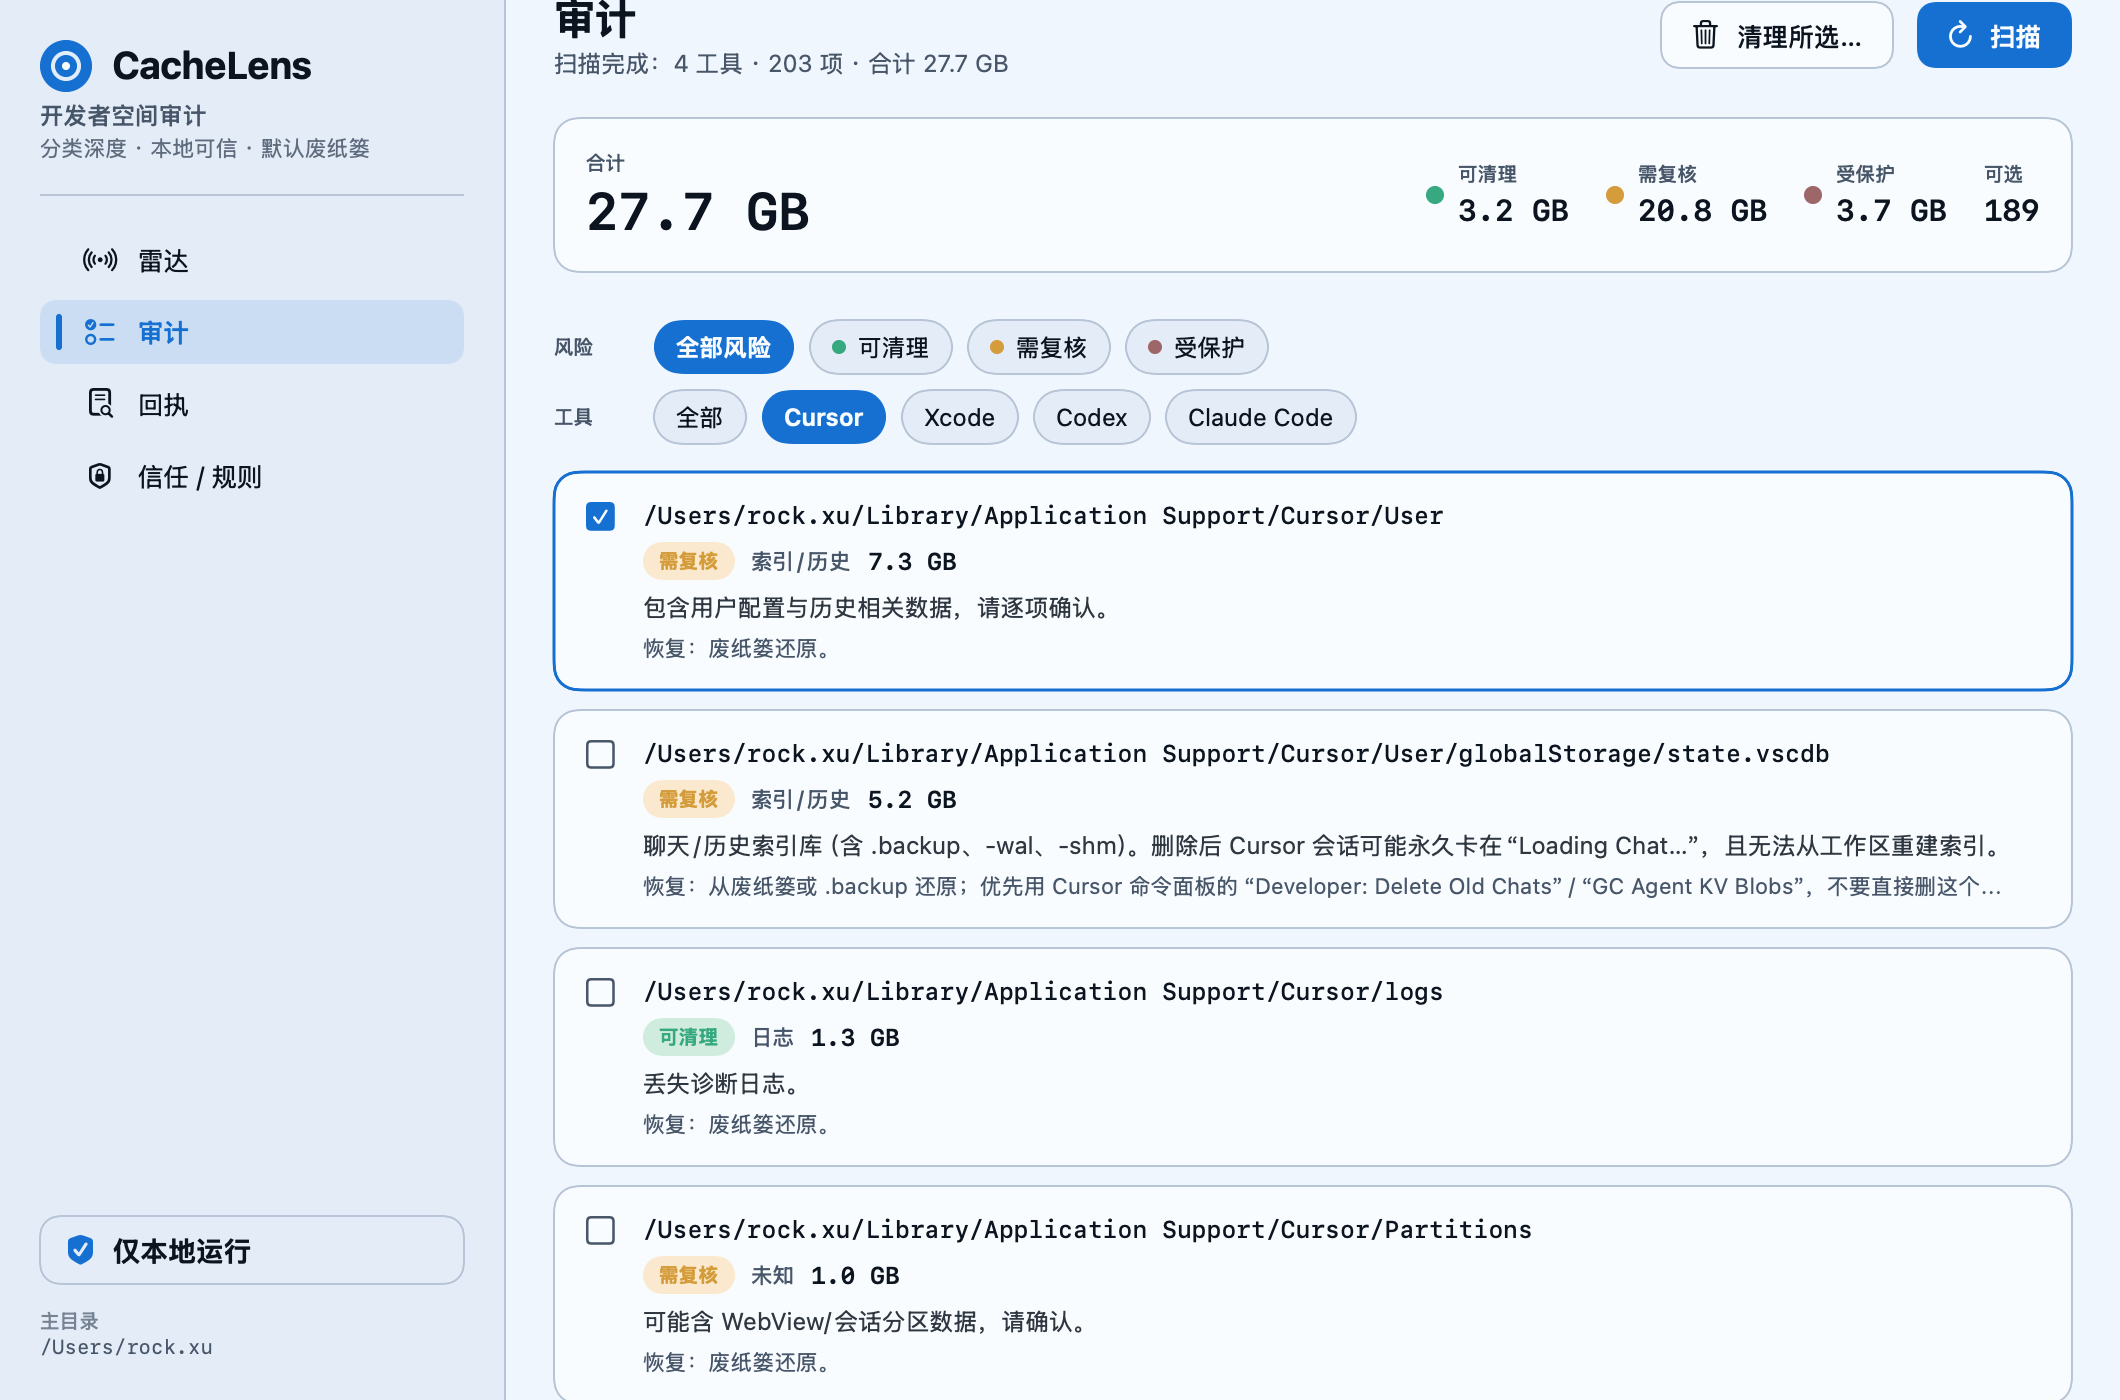 CacheLens
开发者空间审计
分类深度 · 本地可信 · 默认废纸篓
雷达
审计
回执
信任 / 规则
仅本地运行
主目录
/Users/rock.xu
审计
扫描完成：4 工具 · 203 项 · 合计 27.7 GB
清理所选...
扫描
合计
27.7 GB
可清理
3.2 GB
需复核
20.8 GB
受保护
3.7 GB
可选
189
风险
全部风险
可清理
需复核
受保护
工具
全部
Cursor
Xcode
Codex
Claude Code
/Users/rock.xu/Library/Application Support/Cursor/User
需复核 索引/历史 7.3 GB
包含用户配置与历史相关数据，请逐项确认。
恢复：废纸篓还原。
/Users/rock.xu/Library/Application Support/Cursor/User/globalStorage/state.vscdb
需复核 索引/历史 5.2 GB
聊天/历史索引库 (含 .backup、-wal、-shm)。删除后 Cursor 会话可能永久卡在 “Loading Chat...”，且无法从工作区重建索引。
恢复：从废纸篓或 .backup 还原；优先用 Cursor 命令面板的 “Developer: Delete Old Chats” / “GC Agent KV Blobs”，不要直接删这个...
/Users/rock.xu/Library/Application Support/Cursor/logs
可清理 日志 1.3 GB
丢失诊断日志。
恢复：废纸篓还原。
/Users/rock.xu/Library/Application Support/Cursor/Partitions
需复核 未知 1.0 GB
可能含 WebView/会话分区数据，请确认。
恢复：废纸篓还原。